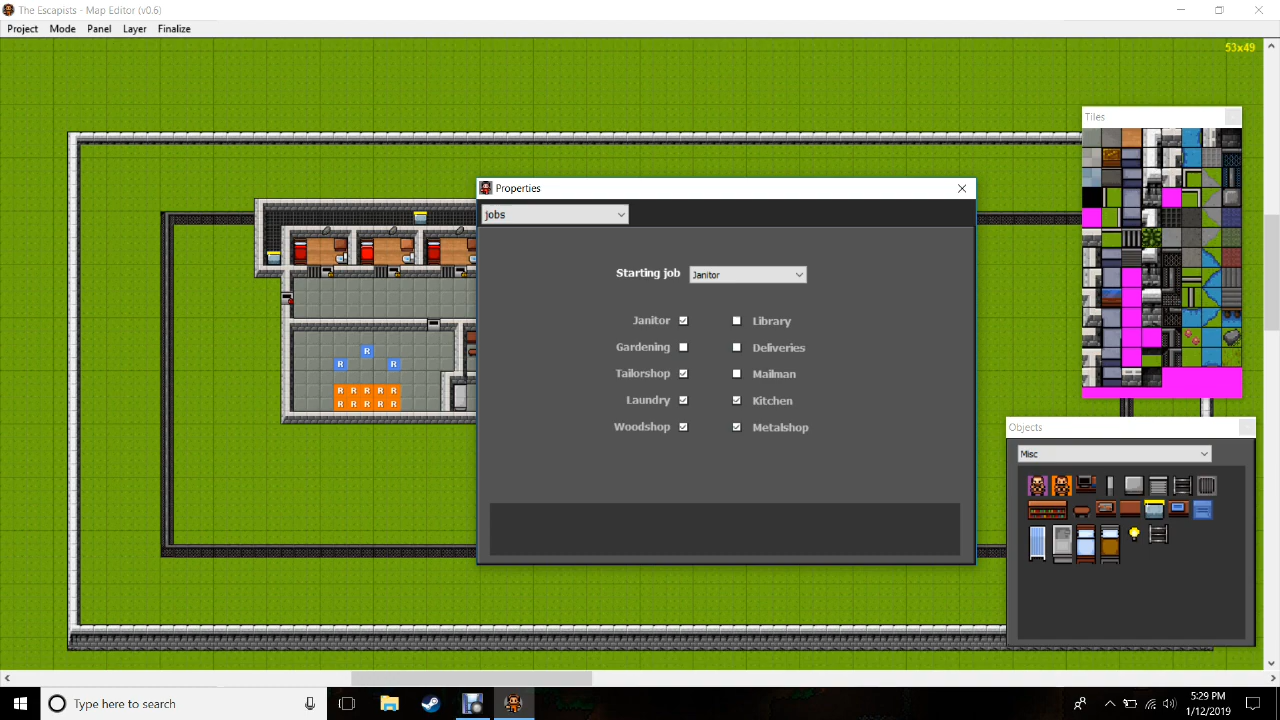 The Escapists - Map Editor (v0.6)
Project Mode Panel Layer Finalize
53x49
Tiles
Properties
jobs
Starting job Janitor
Janitor Library
Gardening Deliveries
Tailorshop Mailman
Laundry Kitchen
Woodshop Metalshop
R
R R
R R R R R
R R R R R
Objects
Misc
Type here to search
5:29 PM
1/12/2019